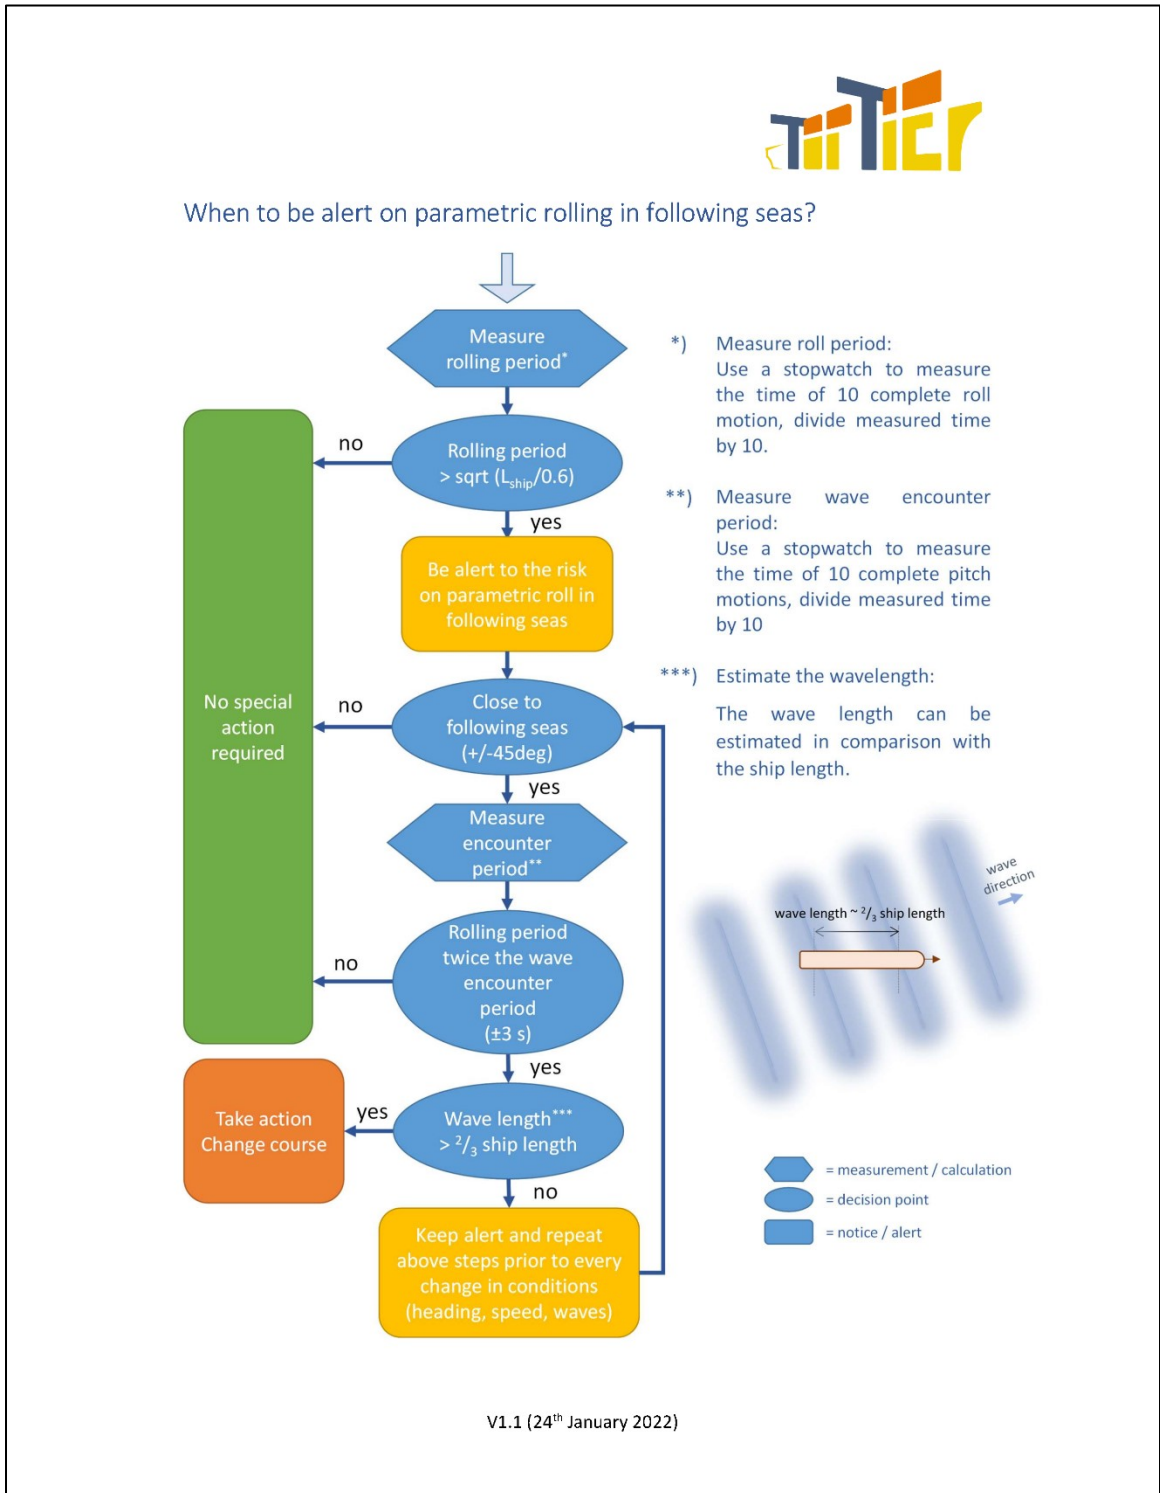 TopTier
When to be alert on parametric rolling in following seas?
Measure
rolling period*
Rolling period
> sqrt (Lship/0.6)
no
yes
Be alert to the risk
on parametric roll in
following seas
Close to
following seas
(+/-45deg)
no
yes
Measure
encounter
period**
Rolling period
twice the wave
encounter
period
(±3 s)
no
yes
Wave length***
> 2/3 ship length
yes
no
No special
action
required
Take action
Change course
Keep alert and repeat
above steps prior to every
change in conditions
(heading, speed, waves)
*) Measure roll period:
Use a stopwatch to measure
the time of 10 complete roll
motion, divide measured time
by 10.
**) Measure wave encounter
period:
Use a stopwatch to measure
the time of 10 complete pitch
motions, divide measured time
by 10
***) Estimate the wavelength:
The wave length can be
estimated in comparison with
the ship length.
wave
direction
wave length ~ 2/3 ship length
= measurement / calculation
= decision point
= notice / alert
V1.1 (24th January 2022)